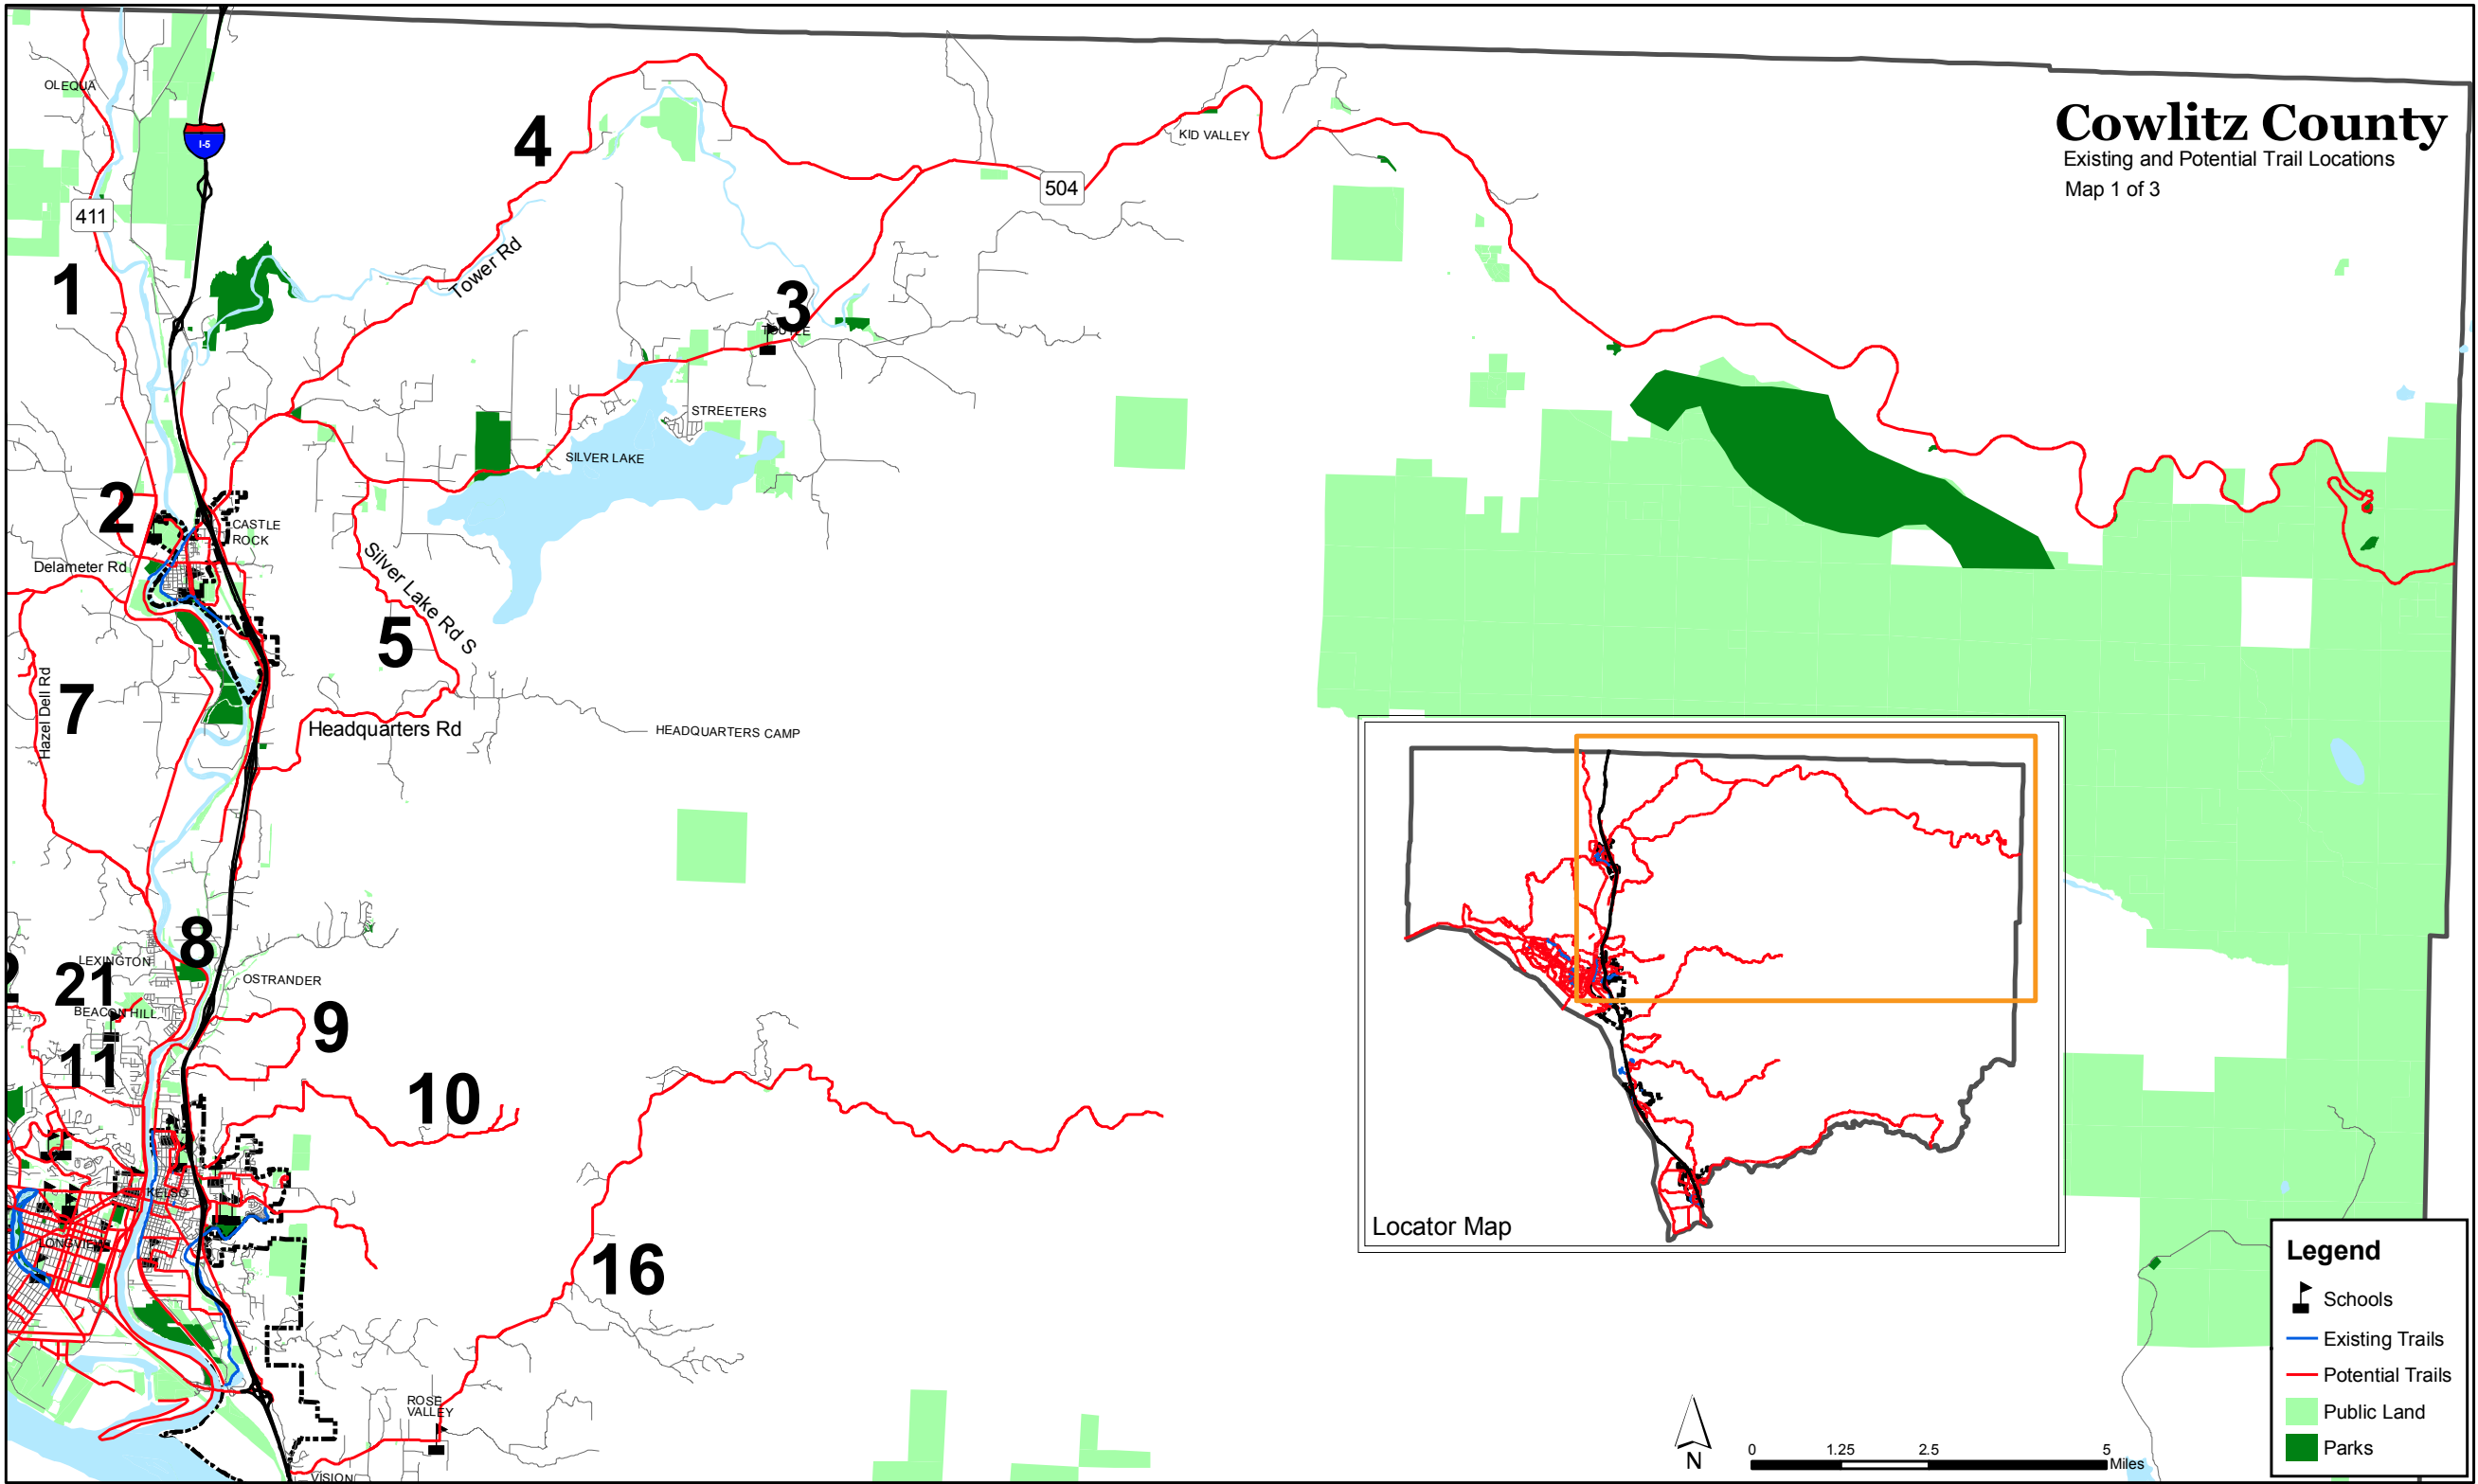 Cowlitz County
Existing and Potential Trail Locations
Map 1 of 3
OLEQUA
I-5
4
KID VALLEY
504
411
1
Tower Rd
3
TOUTLE
STREETERS
SILVER LAKE
2
CASTLE
ROCK
Delameter Rd
Silver Lake Rd S
5
7
Hazel Dell Rd
Headquarters Rd
HEADQUARTERS CAMP
8
LEXINGTON
21
OSTRANDER
2
BEACON HILL
9
11
10
KELSO
LONGVIEW
16
ROSE
VALLEY
VISION
Locator Map
Legend
Schools
Existing Trails
Potential Trails
Public Land
Parks
N
0 1.25 2.5 5
Miles